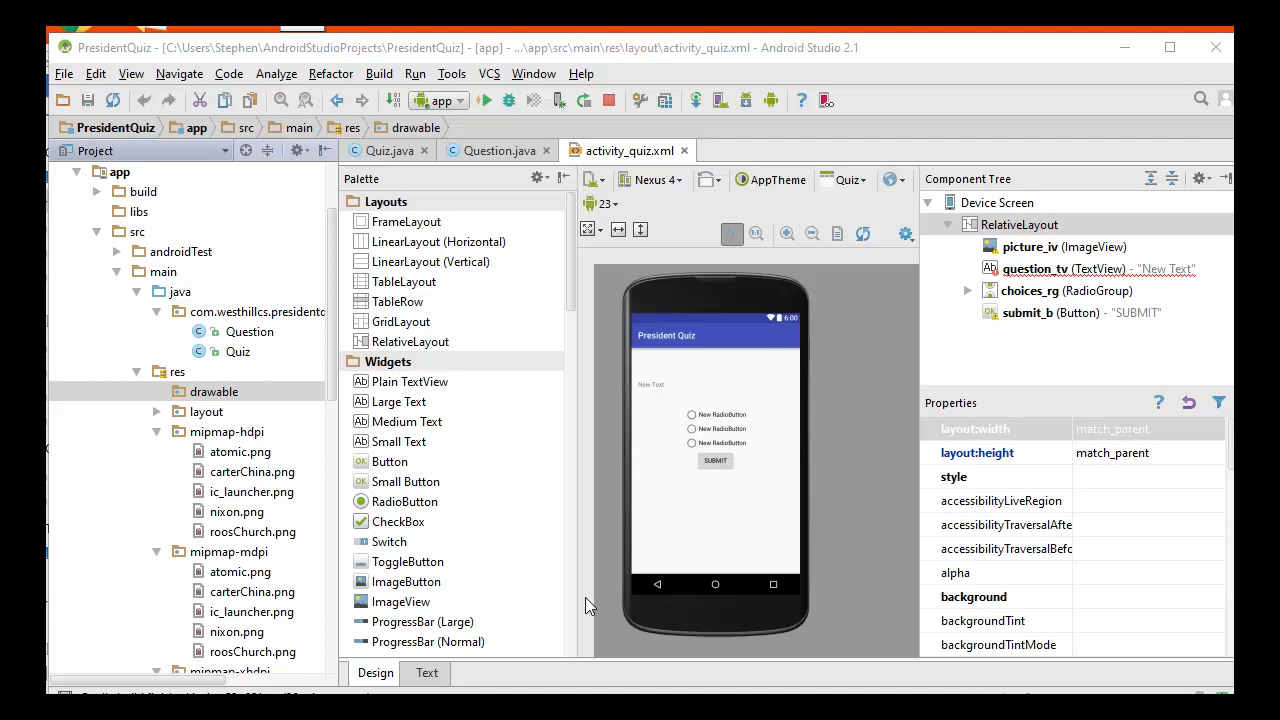 PresidentQuiz - [C:\Users\Stephen\AndroidStudioProjects\PresidentQuiz] - [app] - ...\app\src\main\res\layout\activity_quiz.xml - Android Studio 2.1
File Edit View Navigate Code Analyze Refactor Build Run Tools VCS Window Help
app
PresidentQuiz app src main res drawable
Project
app
build
libs
src
androidTest
main
java
com.westhillcs.presidentc
Question
Quiz
res
drawable
layout
mipmap-hdpi
atomic.png
carterChina.png
ic_launcher.png
nixon.png
roosChurch.png
mipmap-mdpi
atomic.png
carterChina.png
ic_launcher.png
nixon.png
roosChurch.png
mipmap-xhdpi
Quiz.java Question.java activity_quiz.xml
Palette
Layouts
FrameLayout
LinearLayout (Horizontal)
LinearLayout (Vertical)
TableLayout
TableRow
GridLayout
RelativeLayout
Widgets
Plain TextView
Large Text
Medium Text
Small Text
Button
Small Button
RadioButton
CheckBox
Switch
ToggleButton
ImageButton
ImageView
ProgressBar (Large)
ProgressBar (Normal)
Design Text
Nexus 4 AppTheme Quiz
23
6:00
President Quiz
New Text
New RadioButton
New RadioButton
New RadioButton
SUBMIT
Component Tree
Device Screen
RelativeLayout
picture_iv (ImageView)
question_tv (TextView) - "New Text"
choices_rg (RadioGroup)
submit_b (Button) - "SUBMIT"
Properties
layout:width match_parent
layout:height match_parent
style
accessibilityLiveRegion
accessibilityTraversalAfte
accessibilityTraversalBefc
alpha
background
backgroundTint
backgroundTintMode